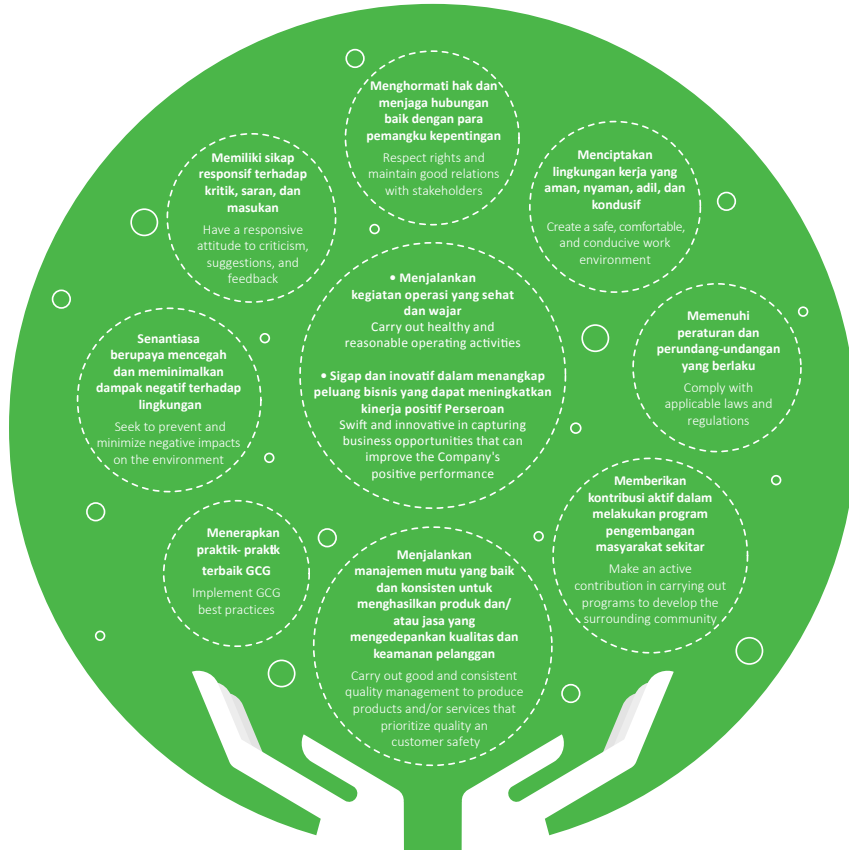 Menghormati hak dan
menjaga hubungan
baik dengan para
pemangku kepentingan
Respect rights and
maintain good relations
with stakeholders
Memiliki sikap
responsif terhadap
kritik, saran, dan
masukan
Have a responsive
attitude to criticism,
suggestions, and
feedback
Menciptakan
lingkungan kerja yang
aman, nyaman, adil, dan
kondusif
Create a safe, comfortable,
and conducive work
environment
• Menjalankan
kegiatan operasi yang sehat
dan wajar
Carry out healthy and
reasonable operating activities
• Sigap dan inovatif dalam menangkap
peluang bisnis yang dapat meningkatkan
kinerja positif Perseroan
Swift and innovative in capturing
business opportunities that can
improve the Company's
positive performance
Senantiasa
berupaya mencegah
dan meminimalkan
dampak negatif terhadap
lingkungan
Seek to prevent and
minimize negative impacts
on the environment
Memenuhi
peraturan dan
perundang-undangan
yang berlaku
Comply with
applicable laws and
regulations
Menerapkan
praktik- praktik
terbaik GCG
Implement GCG
best practices
Menjalankan
manajemen mutu yang baik
dan konsisten untuk
menghasilkan produk dan/
atau jasa yang
mengedepankan kualitas dan
keamanan pelanggan
Carry out good and consistent
quality management to produce
products and/or services that
prioritize quality an
customer safety
Memberikan
kontribusi aktif dalam
melakukan program
pengembangan
masyarakat sekitar
Make an active
contribution in carrying out
programs to develop the
surrounding community